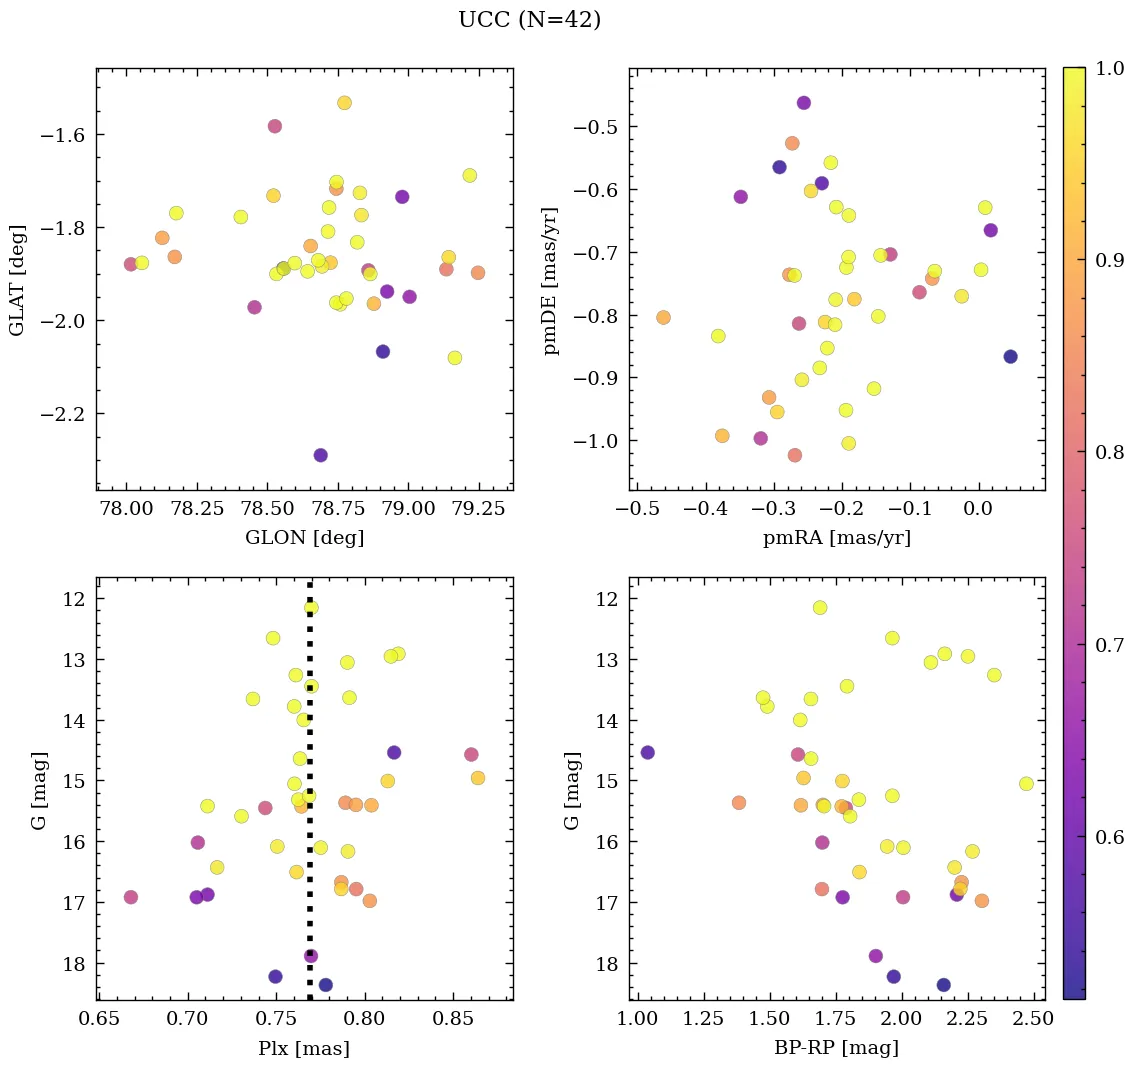 UCC (N=42)
−1.6
−1.8
−2.0
−2.2
GLAT [deg]
78.00 78.25 78.50 78.75 79.00 79.25
GLON [deg]
−0.5
−0.6
−0.7
−0.8
−0.9
−1.0
pmDE [mas/yr]
−0.5 −0.4 −0.3 −0.2 −0.1 0.0
pmRA [mas/yr]
1.0
0.9
0.8
0.7
0.6
12
13
14
15
16
17
18
G [mag]
0.65 0.70 0.75 0.80 0.85
Plx [mas]
12
13
14
15
16
17
18
G [mag]
1.00 1.25 1.50 1.75 2.00 2.25 2.50
BP-RP [mag]